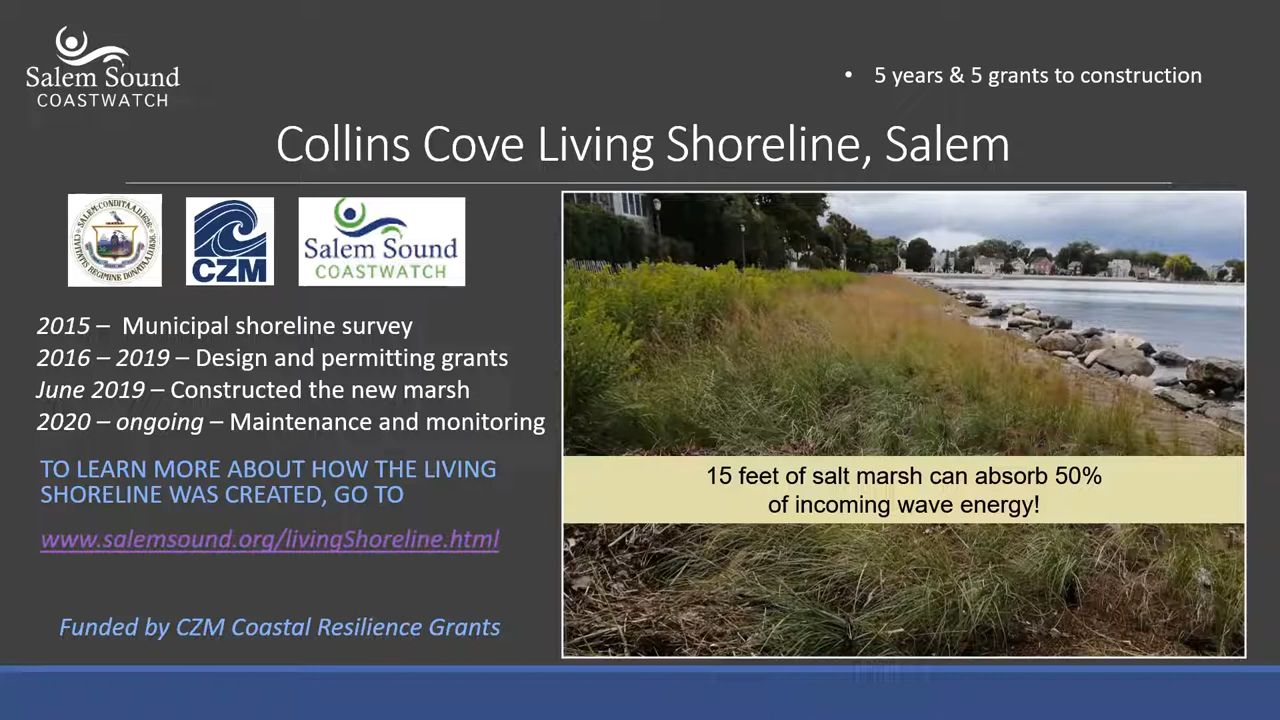 Salem Sound
COASTWATCH
• 5 years & 5 grants to construction
Collins Cove Living Shoreline, Salem
CZM
Salem Sound
COASTWATCH
2015 – Municipal shoreline survey
2016 – 2019 – Design and permitting grants
June 2019 – Constructed the new marsh
2020 – ongoing – Maintenance and monitoring
TO LEARN MORE ABOUT HOW THE LIVING
SHORELINE WAS CREATED, GO TO
www.salemsound.org/livingShoreline.html
Funded by CZM Coastal Resilience Grants
15 feet of salt marsh can absorb 50%
of incoming wave energy!